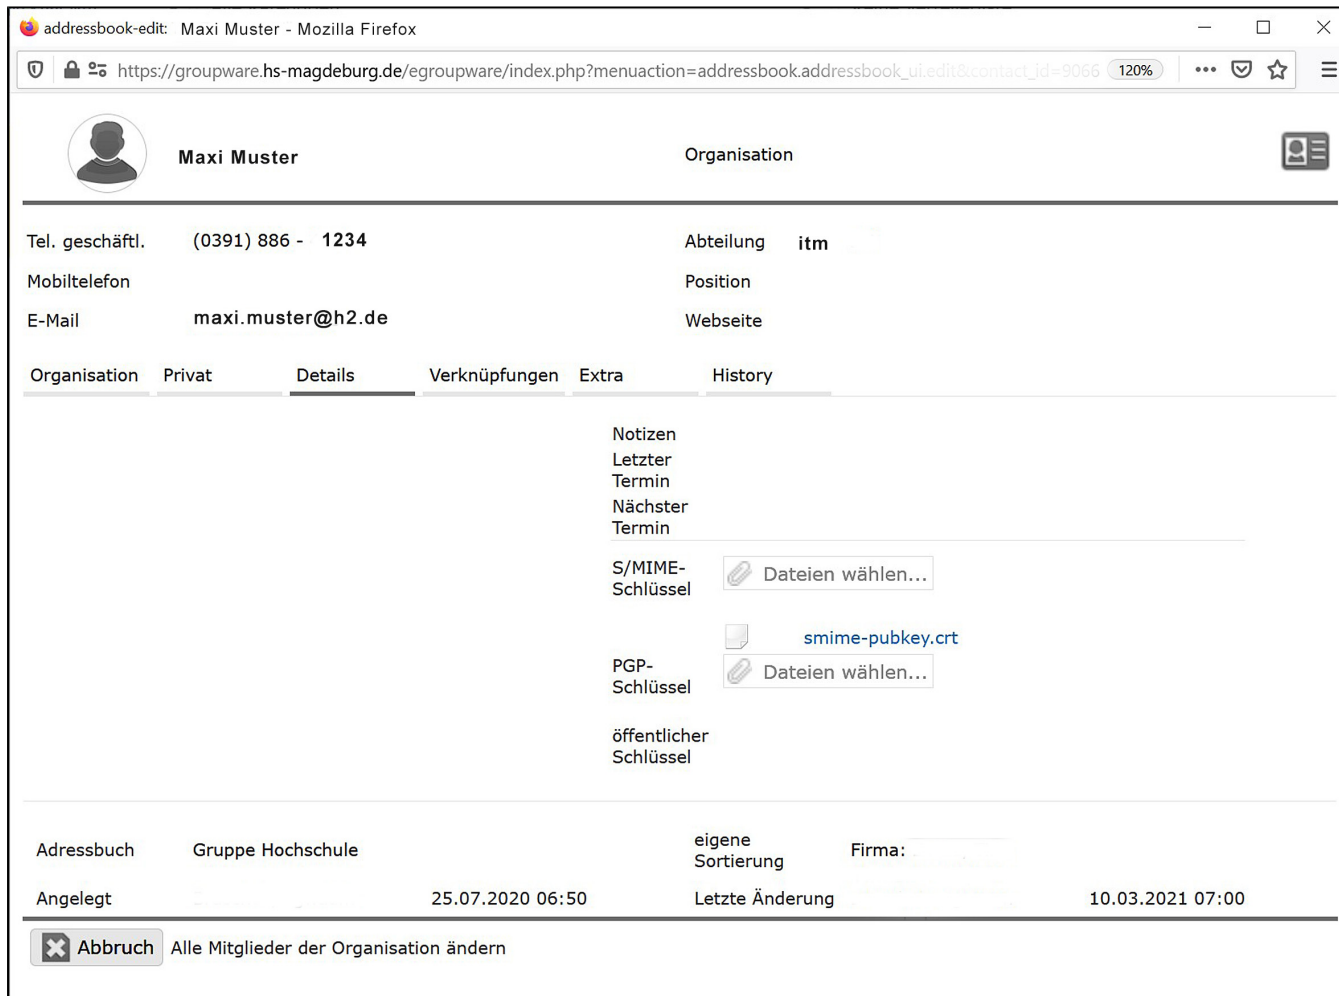 addressbook-edit: Maxi Muster - Mozilla Firefox
https://groupware.hs-magdeburg.de/egroupware/index.php?menuaction=addressbook.addressbook_ui.edit&contact_id=9066 120%
Maxi Muster Organisation
Tel. geschäftl. (0391) 886 - 1234 Abteilung itm
Mobiltelefon Position
E-Mail maxi.muster@h2.de Webseite
Organisation Privat Details Verknüpfungen Extra History
Notizen
Letzter
Termin
Nächster
Termin
S/MIME-
Schlüssel Dateien wählen...
smime-pubkey.crt
PGP-
Schlüssel Dateien wählen...
öffentlicher
Schlüssel
Adressbuch Gruppe Hochschule eigene
Sortierung Firma:
Angelegt 25.07.2020 06:50 Letzte Änderung 10.03.2021 07:00
Abbruch Alle Mitglieder der Organisation ändern